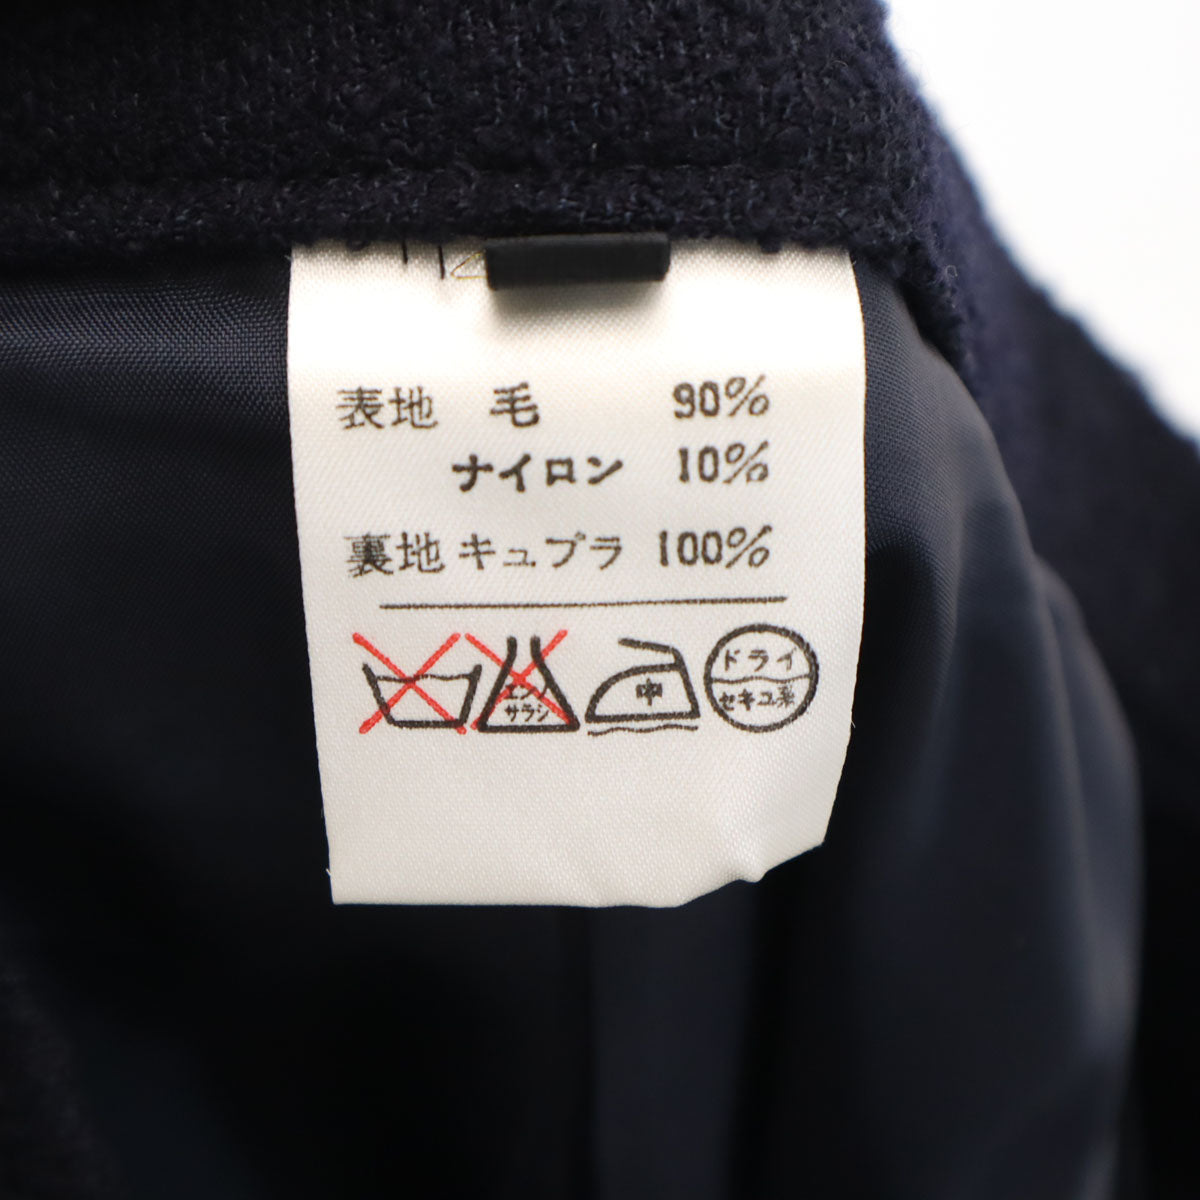 表地 毛 90%
ナイロン 10%
裏地 キュプラ 100%
エンソ
サラシ
中
ドライ
セキユ系